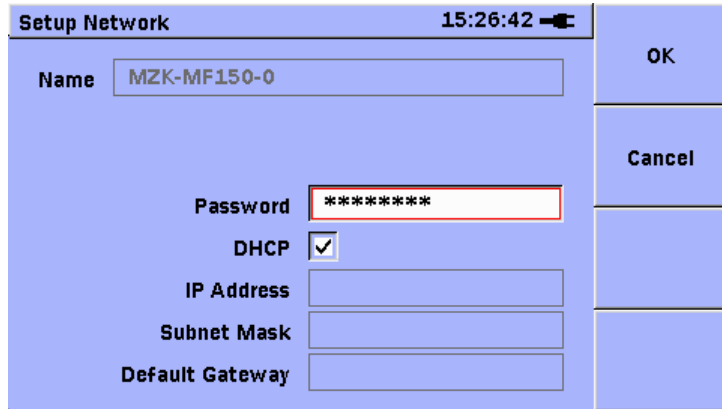 Setup Network 15:26:42
OK
Name MZK-MF150-0
Cancel
Password ********
DHCP
IP Address
Subnet Mask
Default Gateway